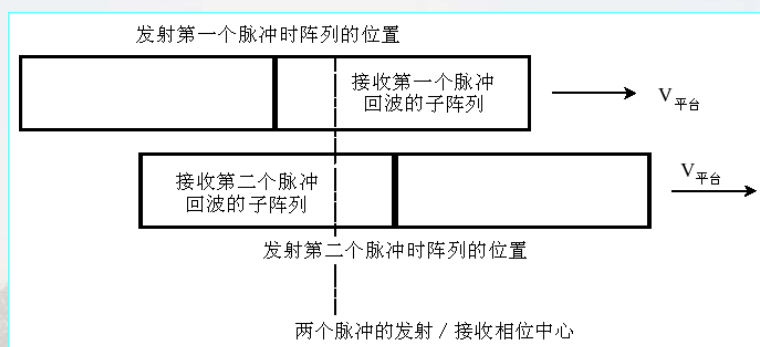 发射第一个脉冲时阵列的位置
接收第一个脉冲
回波的子阵列
V平台
接收第二个脉冲
回波的子阵列
V平台
发射第二个脉冲时阵列的位置
两个脉冲的发射/接收相位中心